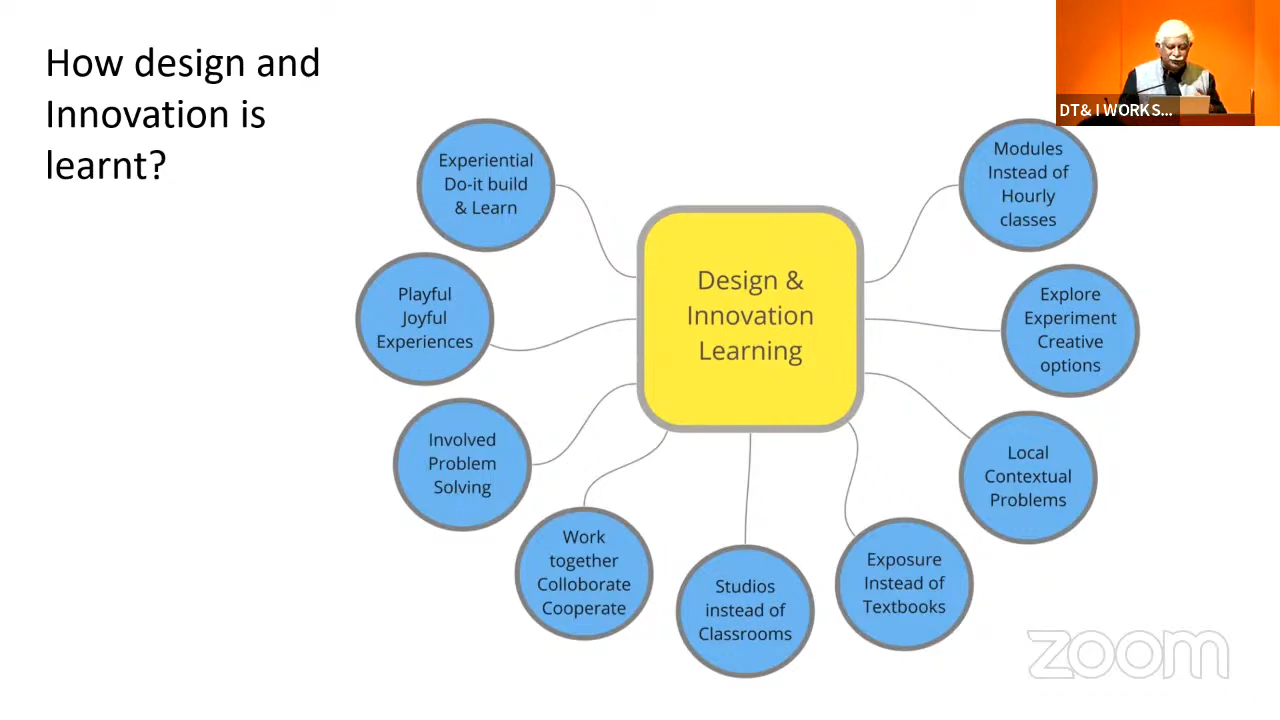 How design and
Innovation is
learnt?
DT& I WORKS...
Experiential
Do-it build
& Learn
Modules
Instead of
Hourly
classes
Playful
Joyful
Experiences
Design &
Innovation
Learning
Explore
Experiment
Creative
options
Involved
Problem
Solving
Local
Contextual
Problems
Work
together
Colloborate
Cooperate
Studios
instead of
Classrooms
Exposure
Instead of
Textbooks
zoom